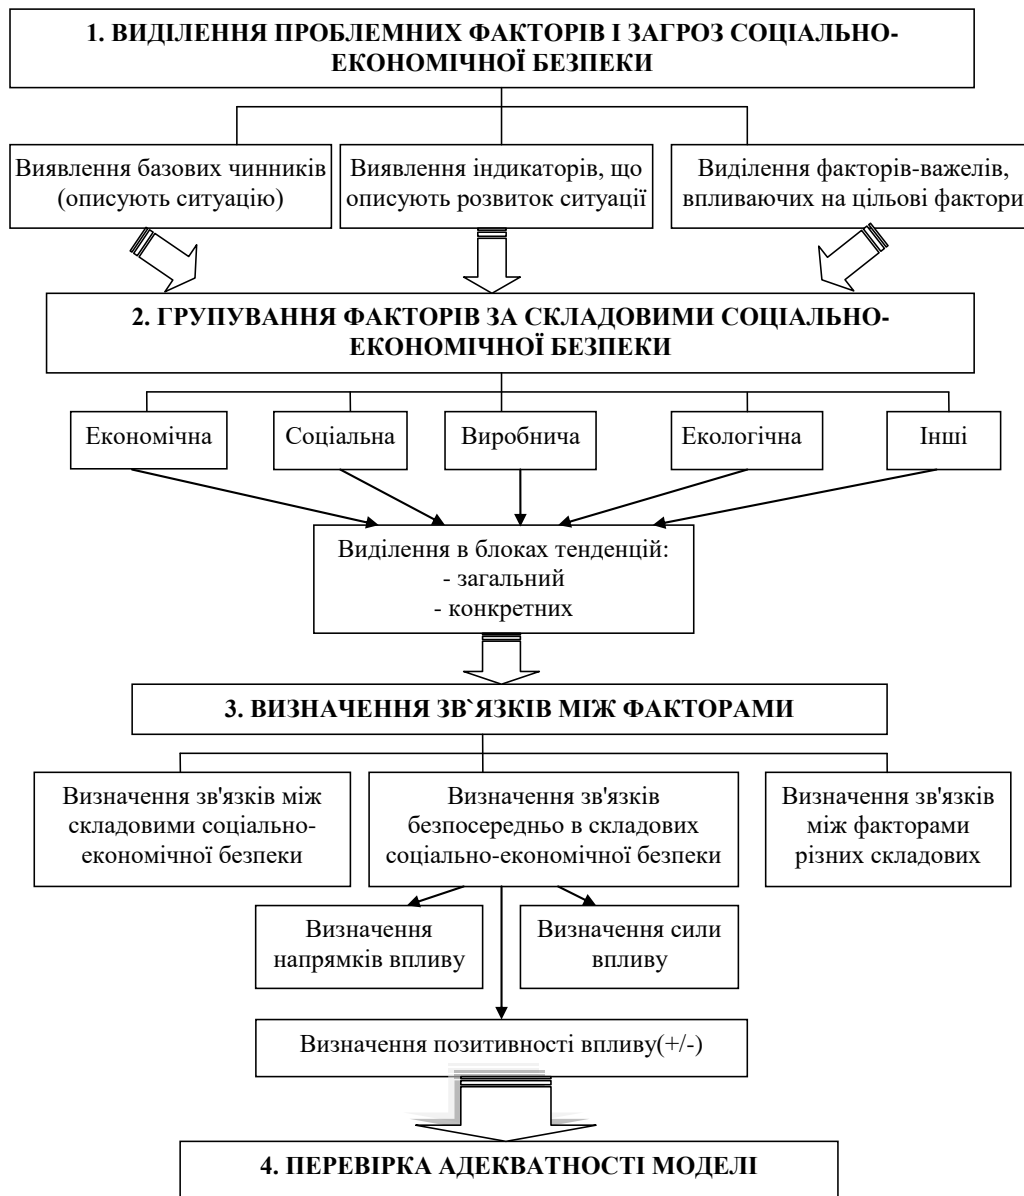 1. ВИДІЛЕННЯ ПРОБЛЕМНИХ ФАКТОРІВ І ЗАГРОЗ СОЦІАЛЬНО-
ЕКОНОМІЧНОЇ БЕЗПЕКИ
Виявлення базових чинників
(описують ситуацію)
Виявлення індикаторів, що
описують розвиток ситуації
Виділення факторів-важелів,
впливаючих на цільові фактори
2. ГРУПУВАННЯ ФАКТОРІВ ЗА СКЛАДОВИМИ СОЦІАЛЬНО-
ЕКОНОМІЧНОЇ БЕЗПЕКИ
Економічна
Соціальна
Виробнича
Екологічна
Інші
Виділення в блоках тенденцій:
- загальний
- конкретних
3. ВИЗНАЧЕННЯ ЗВ`ЯЗКІВ МІЖ ФАКТОРАМИ
Визначення зв'язків між
складовими соціально-
економічної безпеки
Визначення зв'язків
безпосередньо в складових
соціально-економічної безпеки
Визначення зв'язків
між факторами
різних складових
Визначення
напрямків впливу
Визначення сили
впливу
Визначення позитивності впливу(+/-)
4. ПЕРЕВІРКА АДЕКВАТНОСТІ МОДЕЛІ